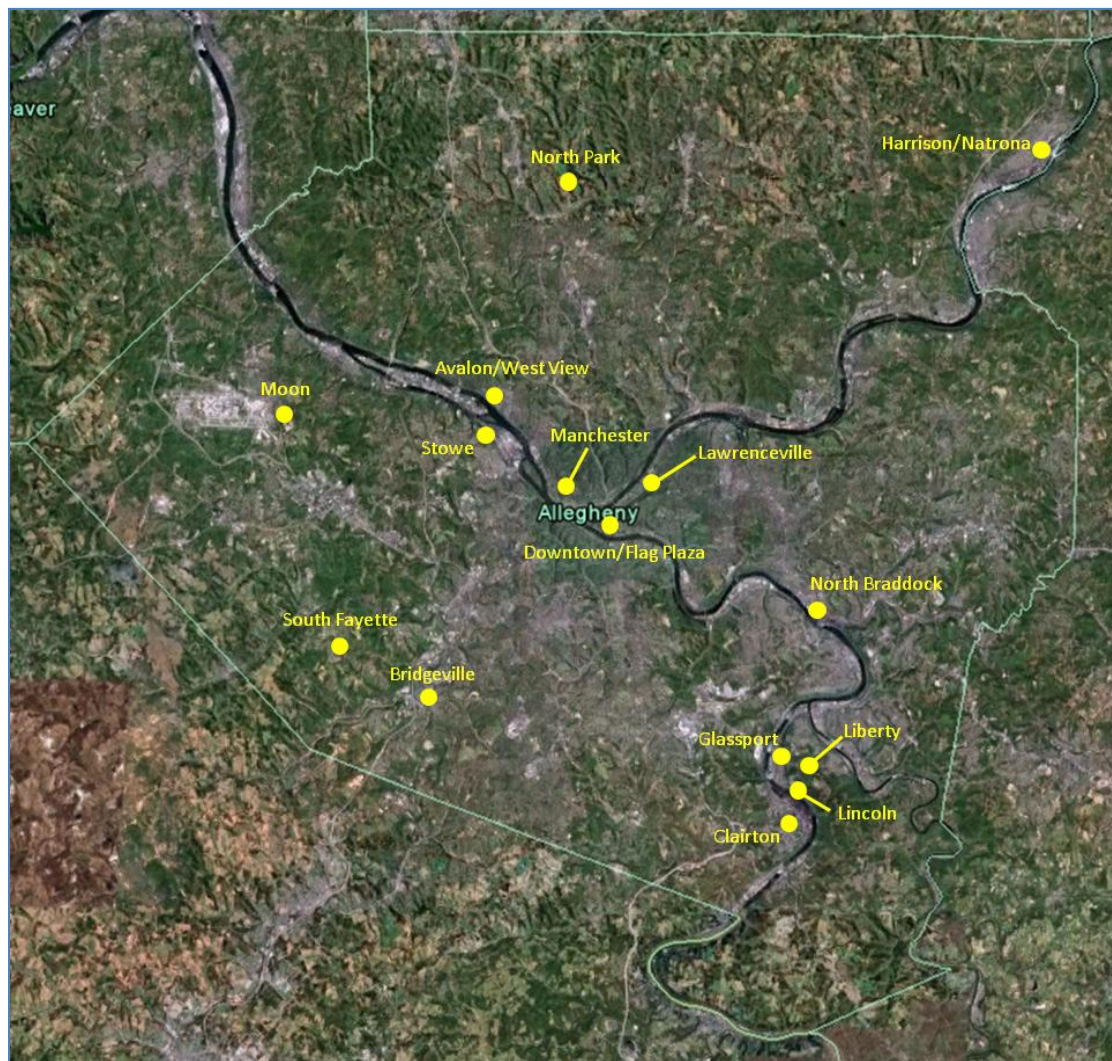 eaver
Harrison/Natrona
North Park
Avalon/West View
Moon
Manchester
Stowe
Lawrenceville
Allegheny
Downtown/Flag Plaza
North Braddock
South Fayette
Bridgeville
Liberty
Glassport
Lincoln
Clairton